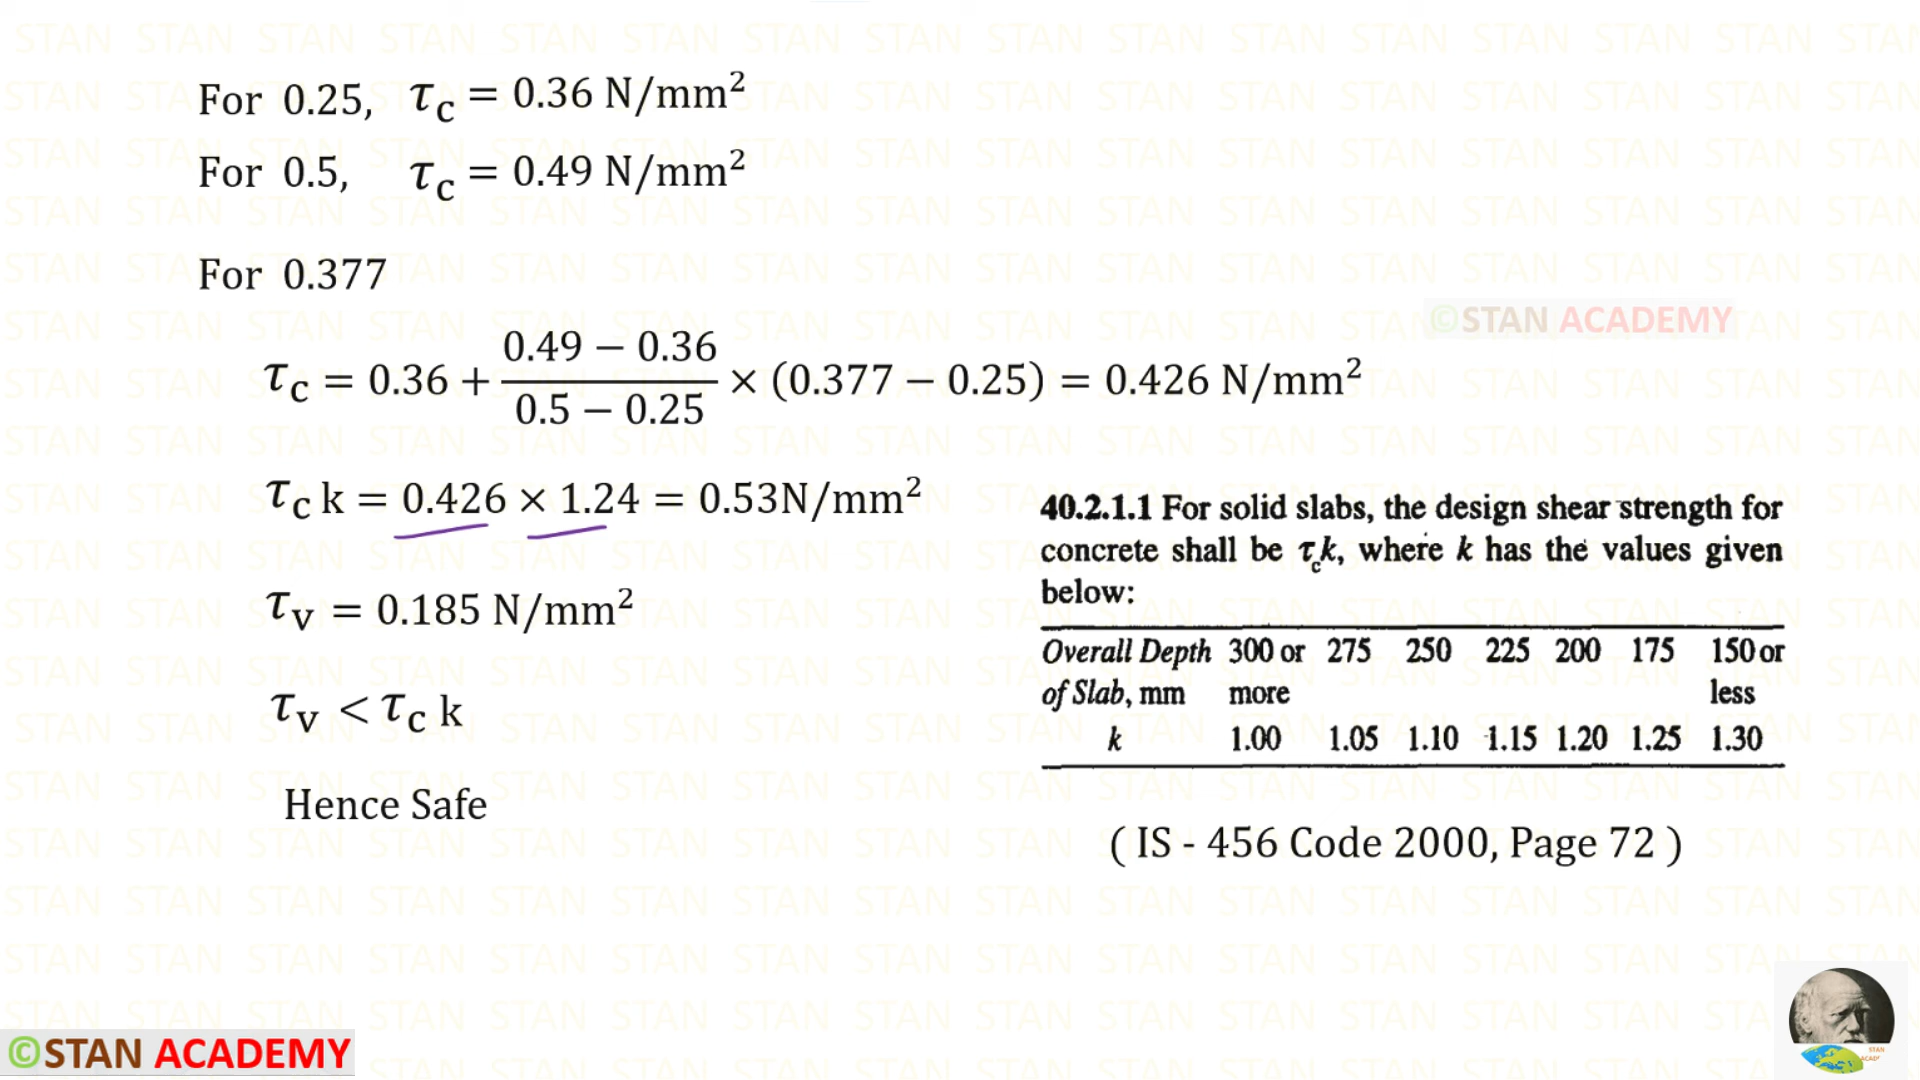 For 0.25, τc = 0.36 N/mm²
For 0.5, τc = 0.49 N/mm²
For 0.377
©STAN ACADEMY
τc = 0.36 + (0.49 − 0.36)/(0.5 − 0.25) × (0.377 − 0.25) = 0.426 N/mm²
τc k = 0.426 × 1.24 = 0.53N/mm²
τv = 0.185 N/mm²
τv < τc k
Hence Safe
40.2.1.1 For solid slabs, the design shear strength for
concrete shall be τck, where k has the values given
below:
Overall Depth 300 or 275 250 225 200 175 150 or
of Slab, mm more less
k 1.00 1.05 1.10 1.15 1.20 1.25 1.30
( IS - 456 Code 2000, Page 72 )
©STAN ACADEMY